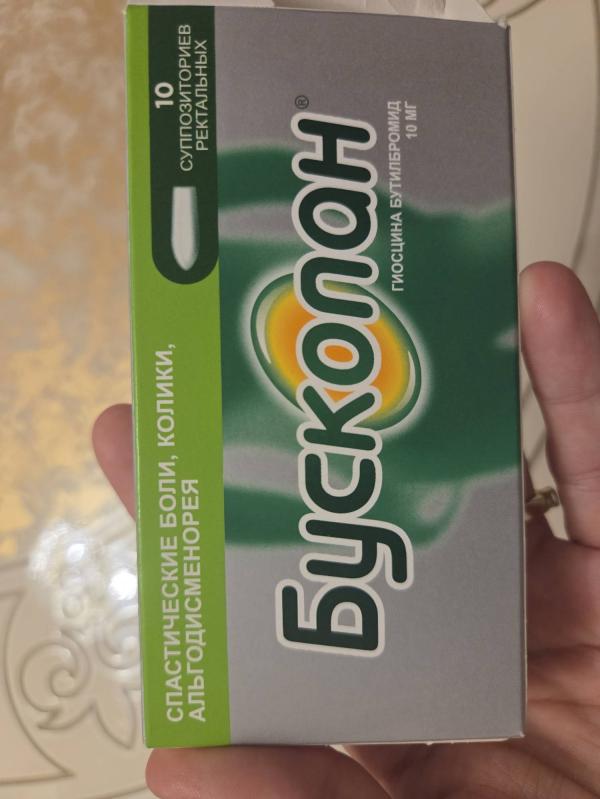 10
СУППОЗИТОРИЕВ
РЕКТАЛЬНЫХ
СПАСТИЧЕСКИЕ БОЛИ, КОЛИКИ,
АЛЬГОДИСМЕНОРЕЯ
Бускопан®
ГИОСЦИНА БУТИЛБРОМИД
10 МГ